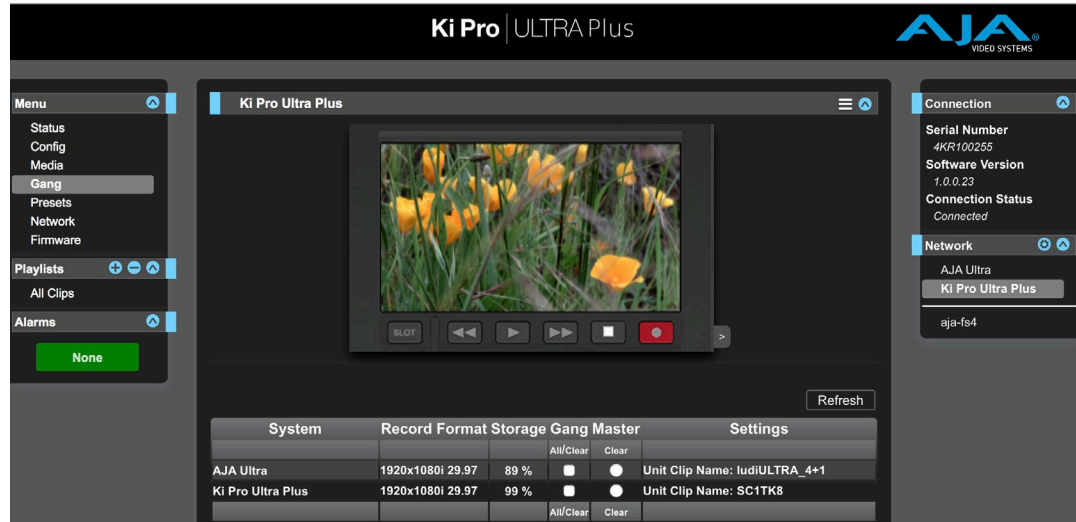 Ki Pro ULTRA Plus
AJA
VIDEO SYSTEMS
Menu
Status
Config
Media
Gang
Presets
Network
Firmware
Playlists
All Clips
Alarms
None
Ki Pro Ultra Plus
SLOT
>
Refresh
System Record Format Storage Gang Master Settings
All/Clear Clear
AJA Ultra 1920x1080i 29.97 89 % Unit Clip Name: ludiULTRA_4+1
Ki Pro Ultra Plus 1920x1080i 29.97 99 % Unit Clip Name: SC1TK8
All/Clear Clear
Connection
Serial Number
4KR100255
Software Version
1.0.0.23
Connection Status
Connected
Network
AJA Ultra
Ki Pro Ultra Plus
aja-fs4